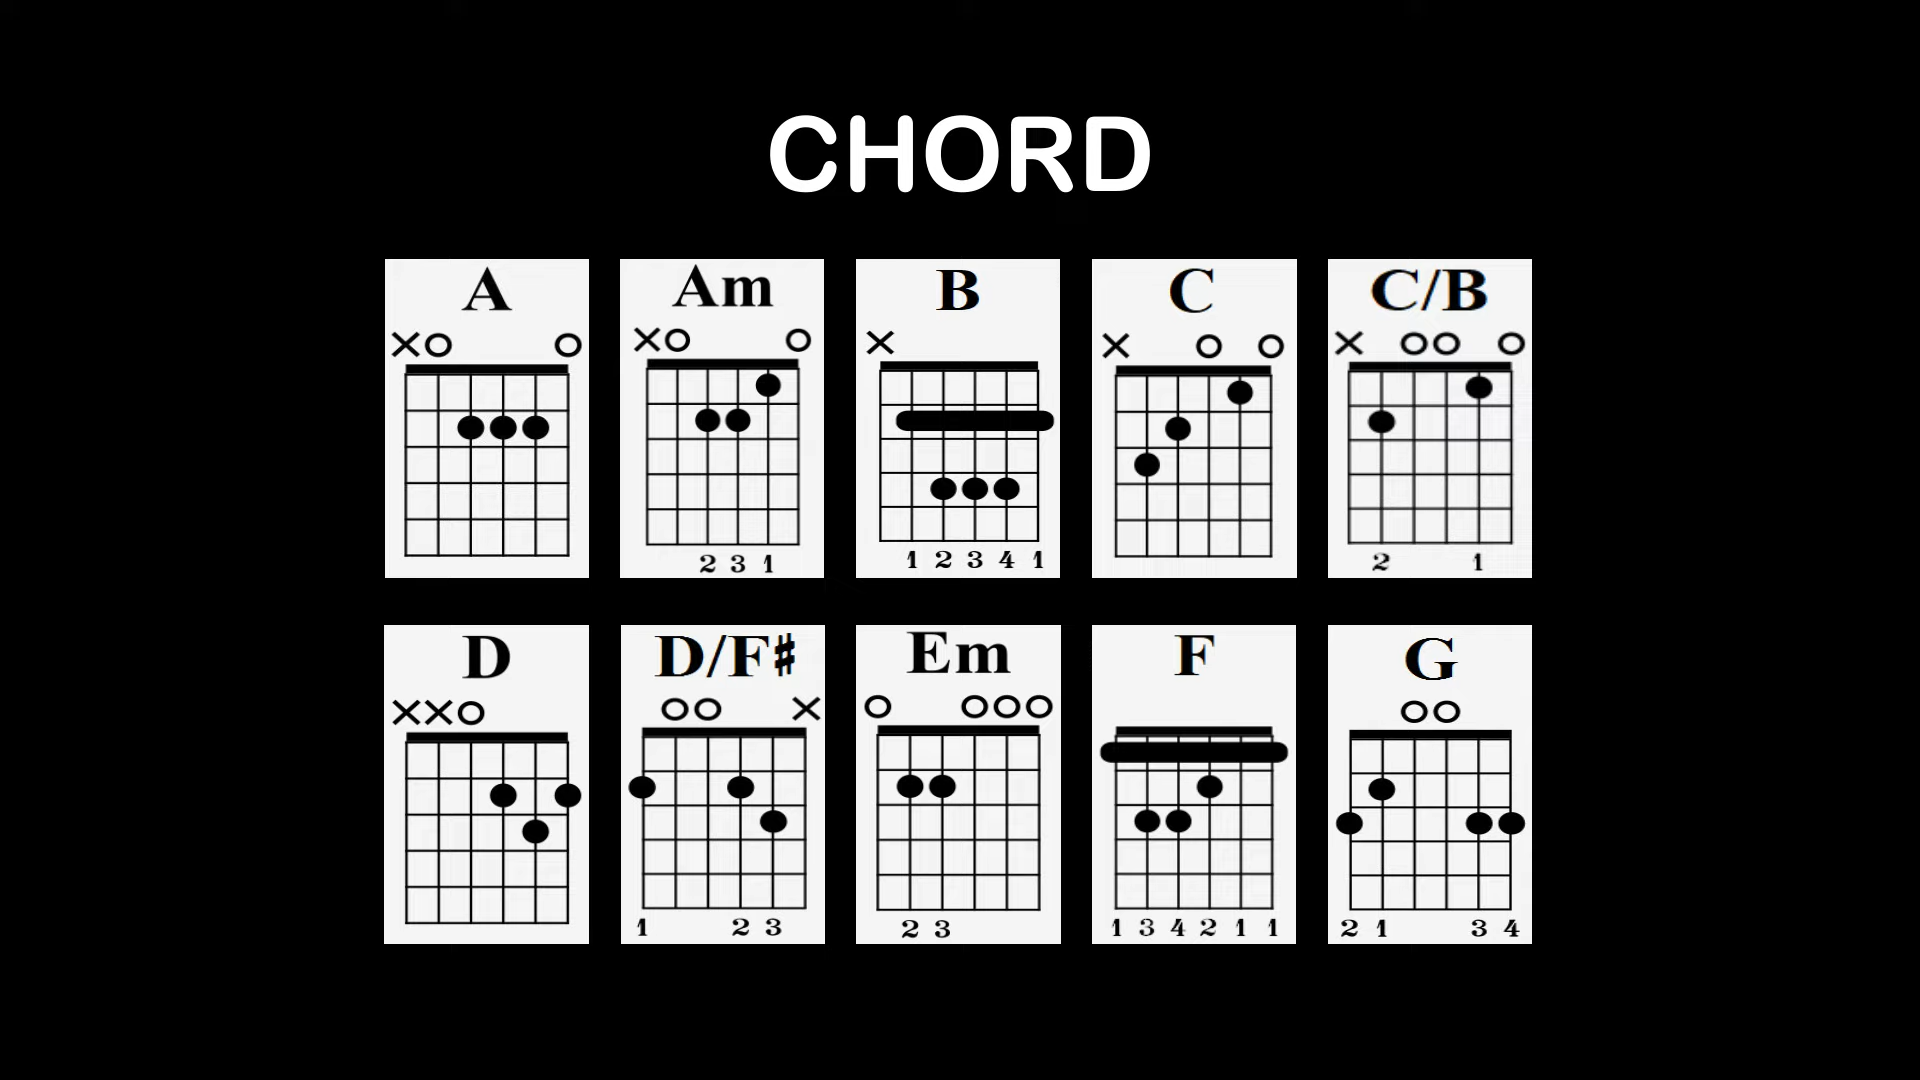 CHORD
A Am B C C/B
2 3 1 1 2 3 4 1 2 1
D D/F♯ Em F G
1 2 3 2 3 1 3 4 2 1 1 2 1 3 4